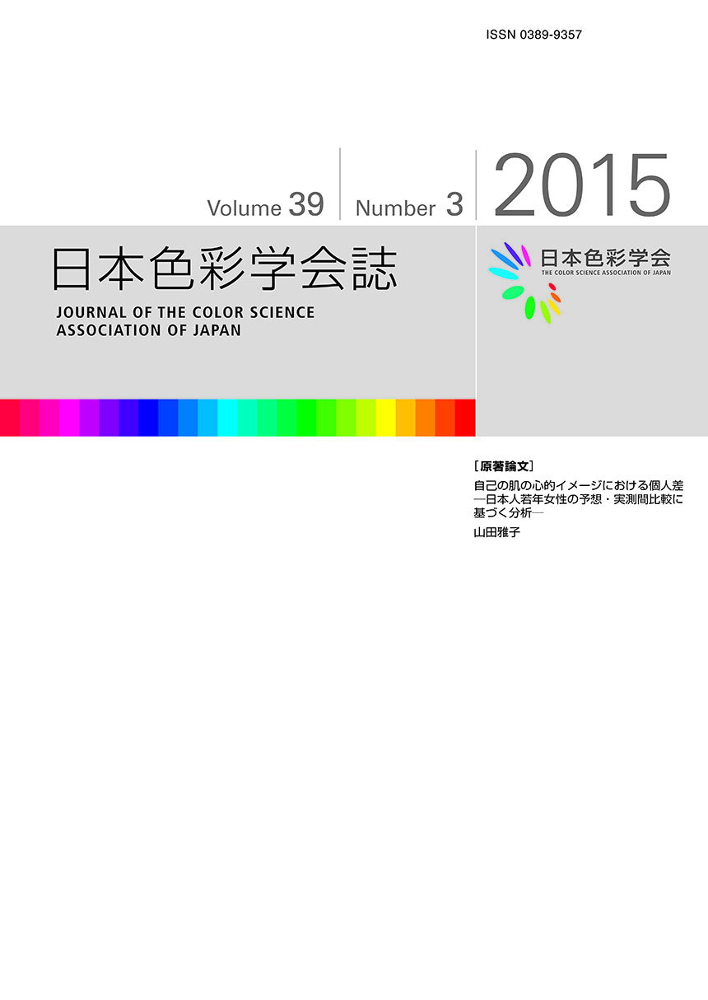 ISSN 0389-9357
Volume 39
Number 3
2015
日本色彩学会誌
JOURNAL OF THE COLOR SCIENCE
ASSOCIATION OF JAPAN
日本色彩学会
THE COLOR SCIENCE ASSOCIATION OF JAPAN
［原著論文］
自己の肌の心的イメージにおける個人差
―日本人若年女性の予想・実測間比較に
基づく分析―
山田雅子